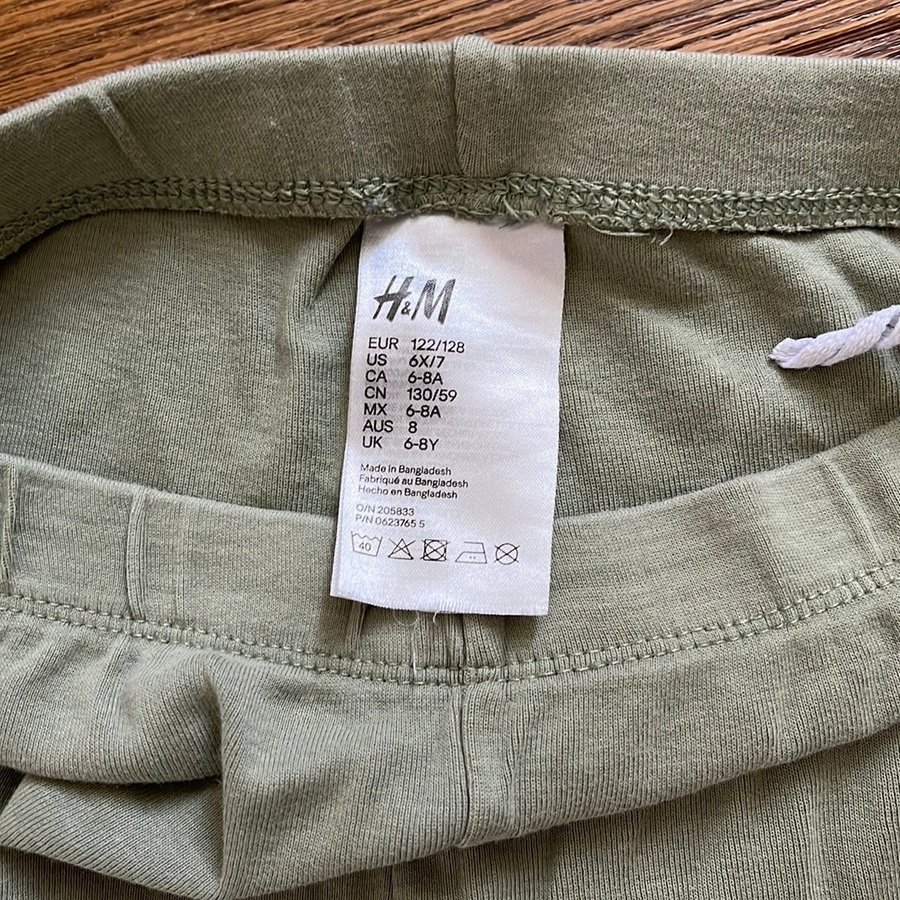 H&M
EUR 122/128
US 6X/7
CA 6-8A
CN 130/59
MX 6-8A
AUS 8
UK 6-8Y
Made in Bangladesh
Fabriqué au Bangladesh
Hecho en Bangladesh
O/N 205833
P/N 0623765 5
40